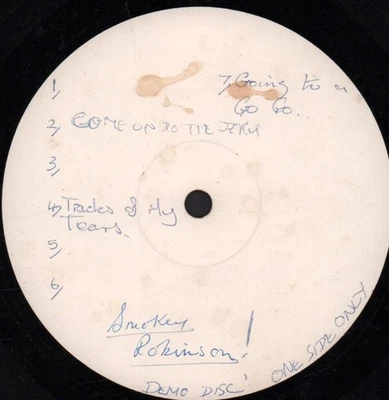 1,
2, COME ON DO THE JERK
3,
4, Tracks of My
Tears
5,
6,
7, Going to a
Go Go.
Smokey
Robinson!
DEMO DISC ONE SIDE ONLY